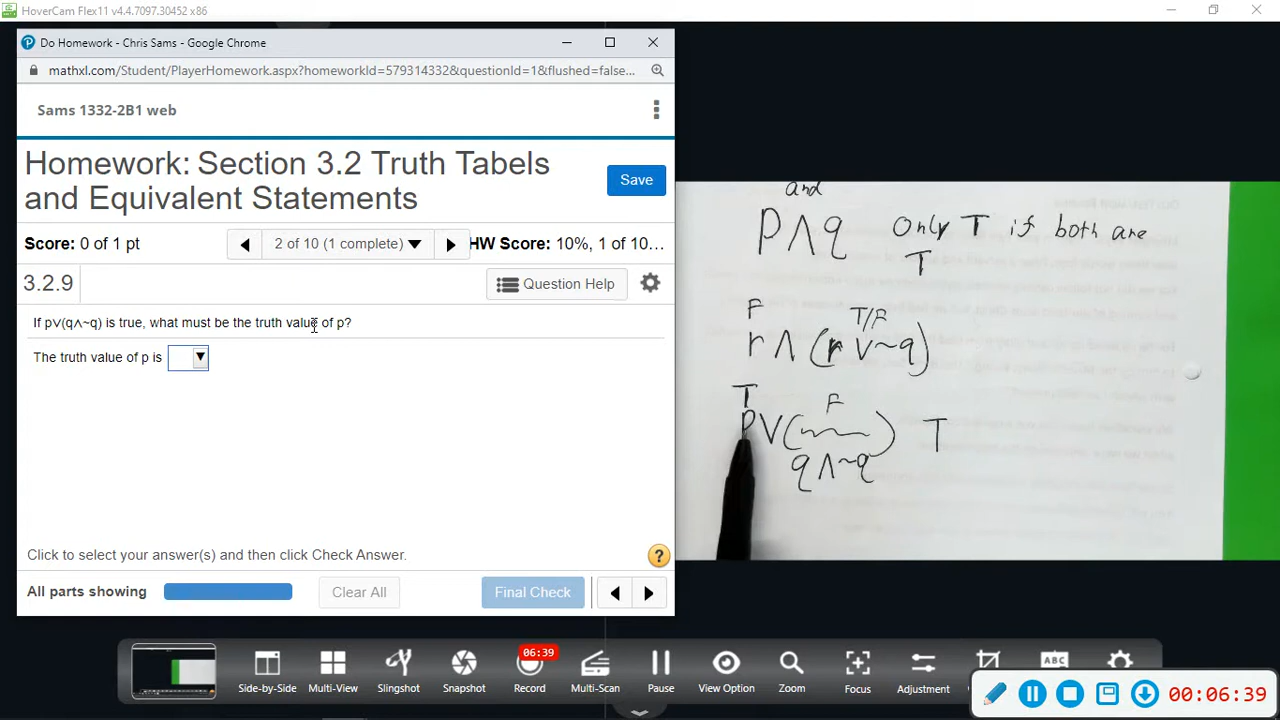 HoverCam Flex11 v4.4.7097.30452 x86
Do Homework - Chris Sams - Google Chrome
mathxl.com/Student/PlayerHomework.aspx?homeworkId=579314332&questionId=1&flushed=false...
Sams 1332-2B1 web
Homework: Section 3.2 Truth Tabels
and Equivalent Statements
Save
Score: 0 of 1 pt
2 of 10 (1 complete)
HW Score: 10%, 1 of 10...
3.2.9
Question Help
If p∨(q∧~q) is true, what must be the truth value of p?
The truth value of p is
Click to select your answer(s) and then click Check Answer.
?
All parts showing
Clear All
Final Check
and
p∧q Only T if both are
T
F T/F
r∧(r∨~q)
T F
p∨( ) T
q∧~q
06:39
ABC
Side-by-Side
Multi-View
Slingshot
Snapshot
Record
Multi-Scan
Pause
View Option
Zoom
Focus
Adjustment
00:06:39